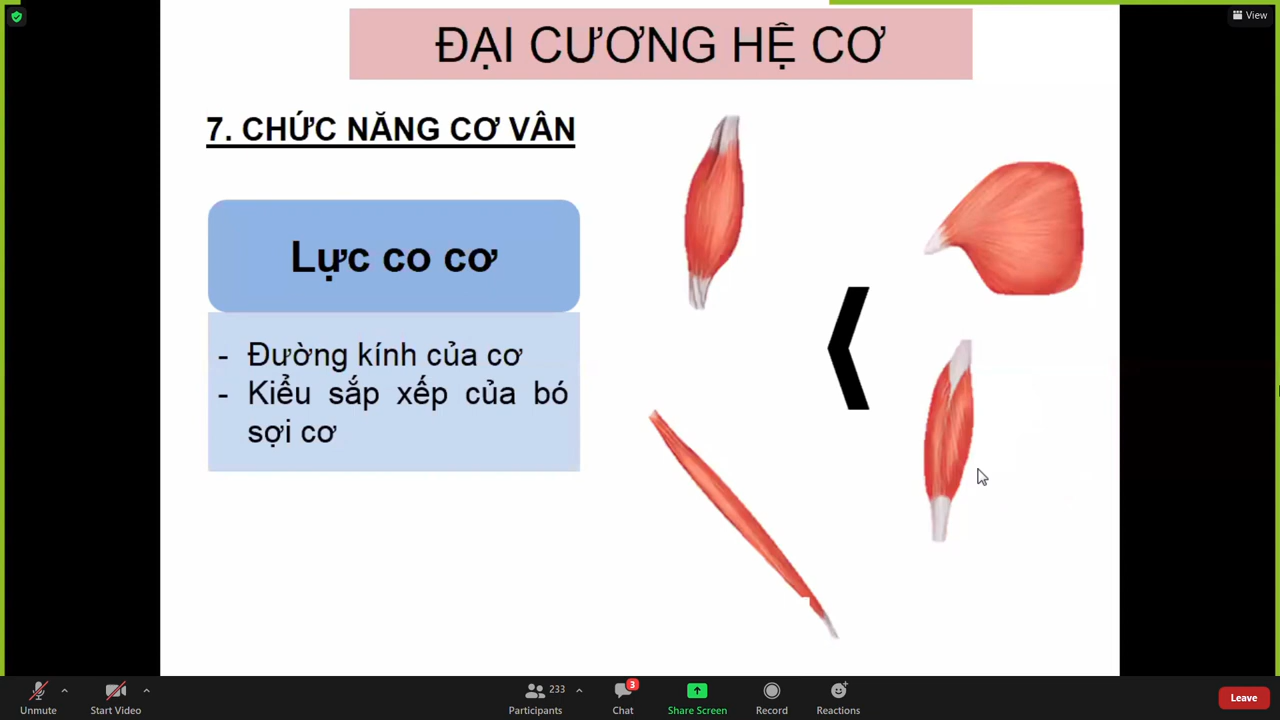 View
ĐẠI CƯƠNG HỆ CƠ
7. CHỨC NĂNG CƠ VÂN
Lực co cơ
- Đường kính của cơ
- Kiểu sắp xếp của bó
sợi cơ
Unmute
Start Video
233
Participants
3
Chat
Share Screen
Record
Reactions
Leave